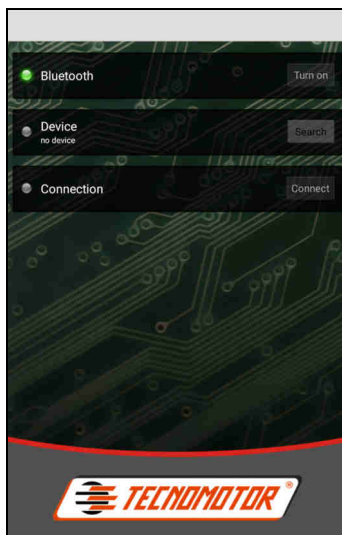 Bluetooth
Turn on
Device
no device
Search
Connection
Connect
TECNOMOTOR®